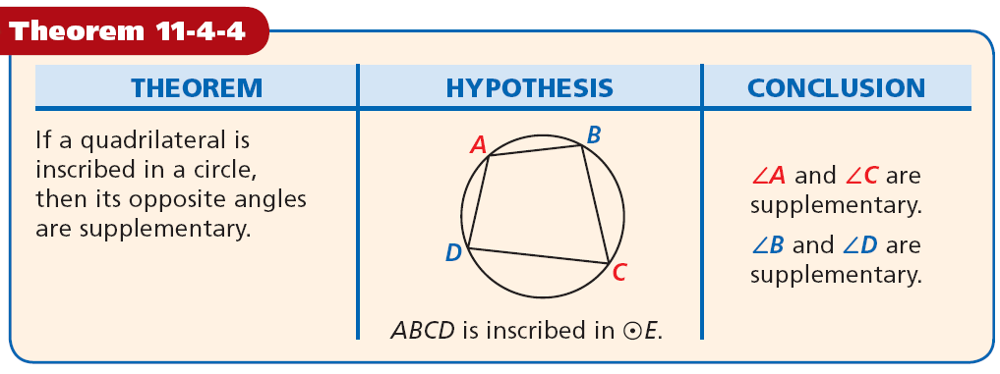 Theorem 11-4-4
THEOREM
HYPOTHESIS
CONCLUSION
If a quadrilateral is
inscribed in a circle,
then its opposite angles
are supplementary.
A
B
D
C
ABCD is inscribed in ⊙E.
∠A and ∠C are
supplementary.
∠B and ∠D are
supplementary.